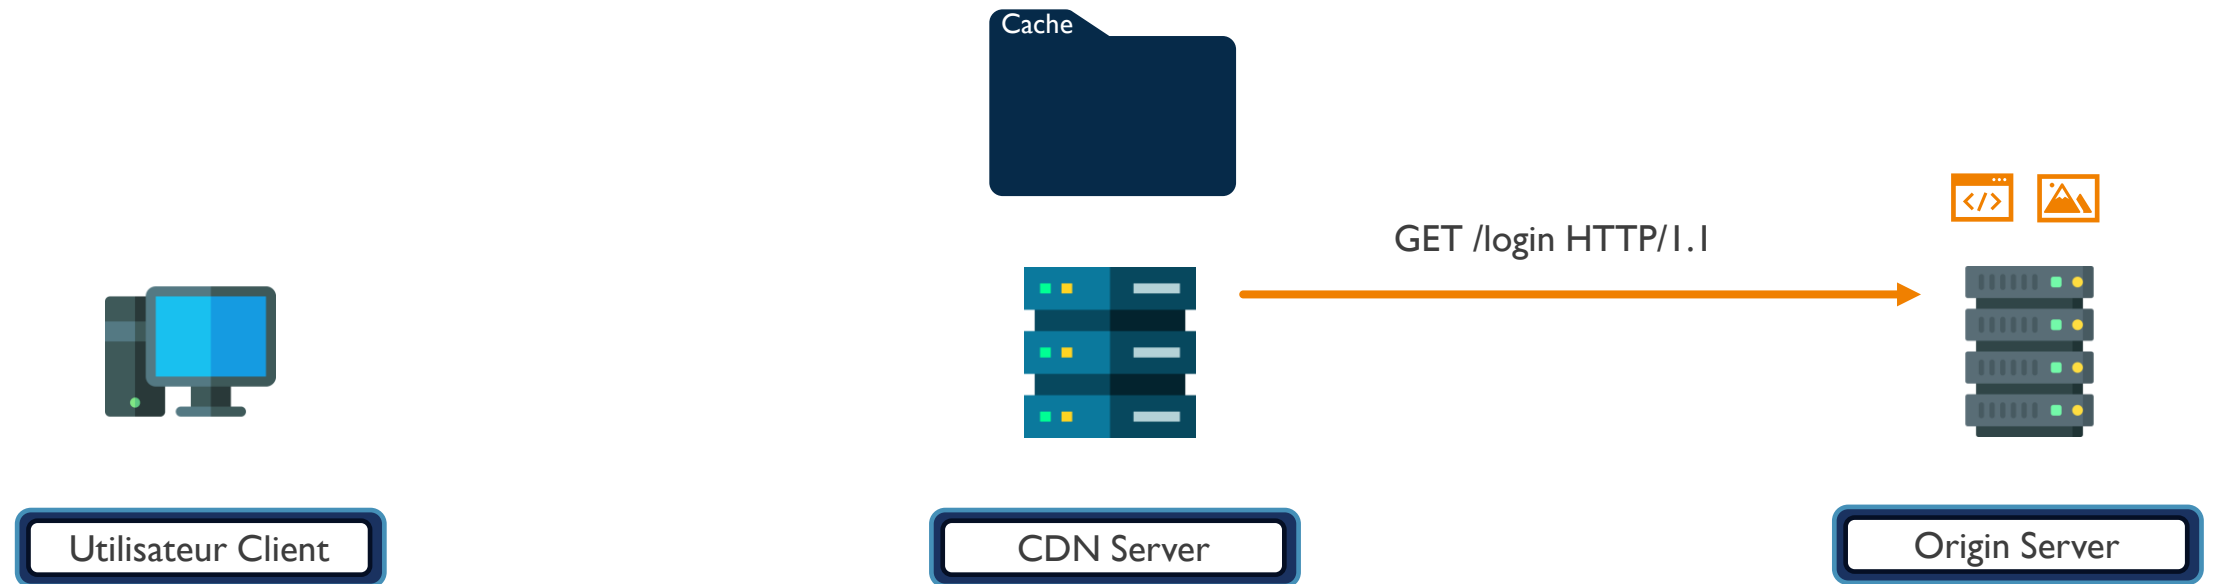 Cache
GET /login HTTP/1.1
Utilisateur Client
CDN Server
Origin Server